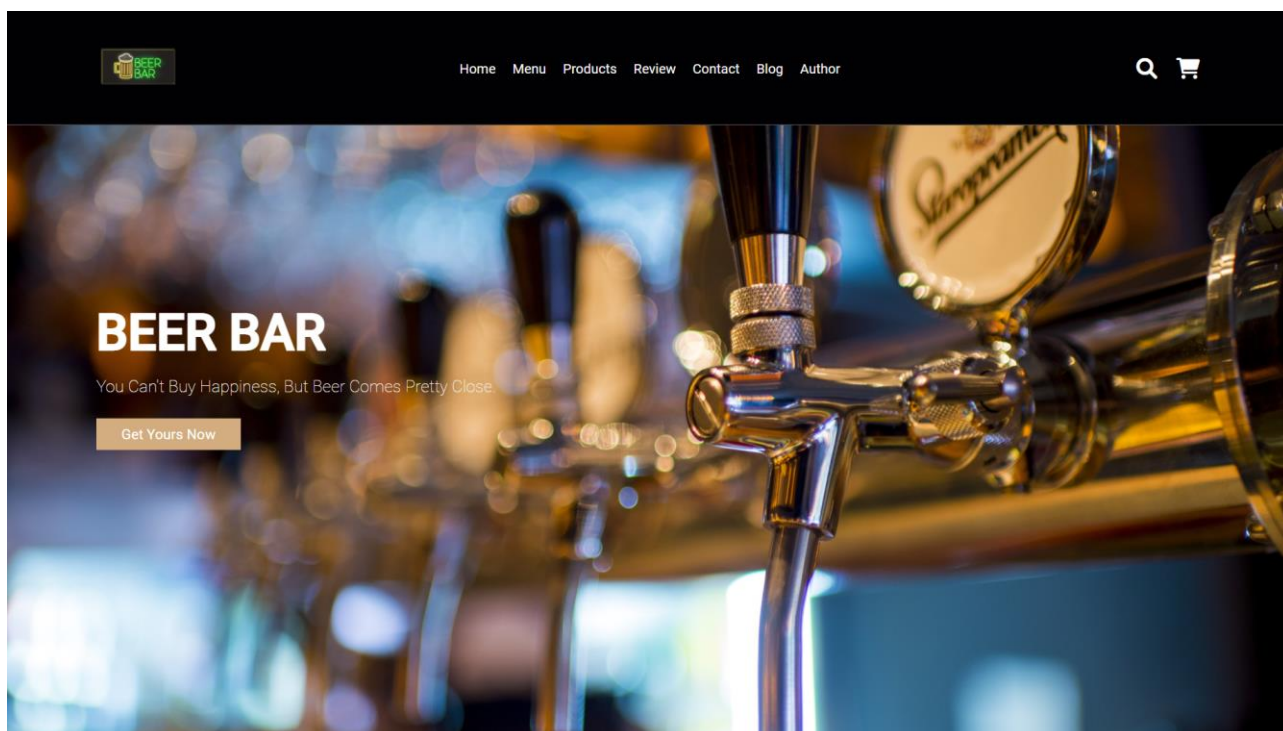 BEER
BAR
Home Menu Products Review Contact Blog Author
Staropramen
BEER BAR
You Can't Buy Happiness, But Beer Comes Pretty Close.
Get Yours Now